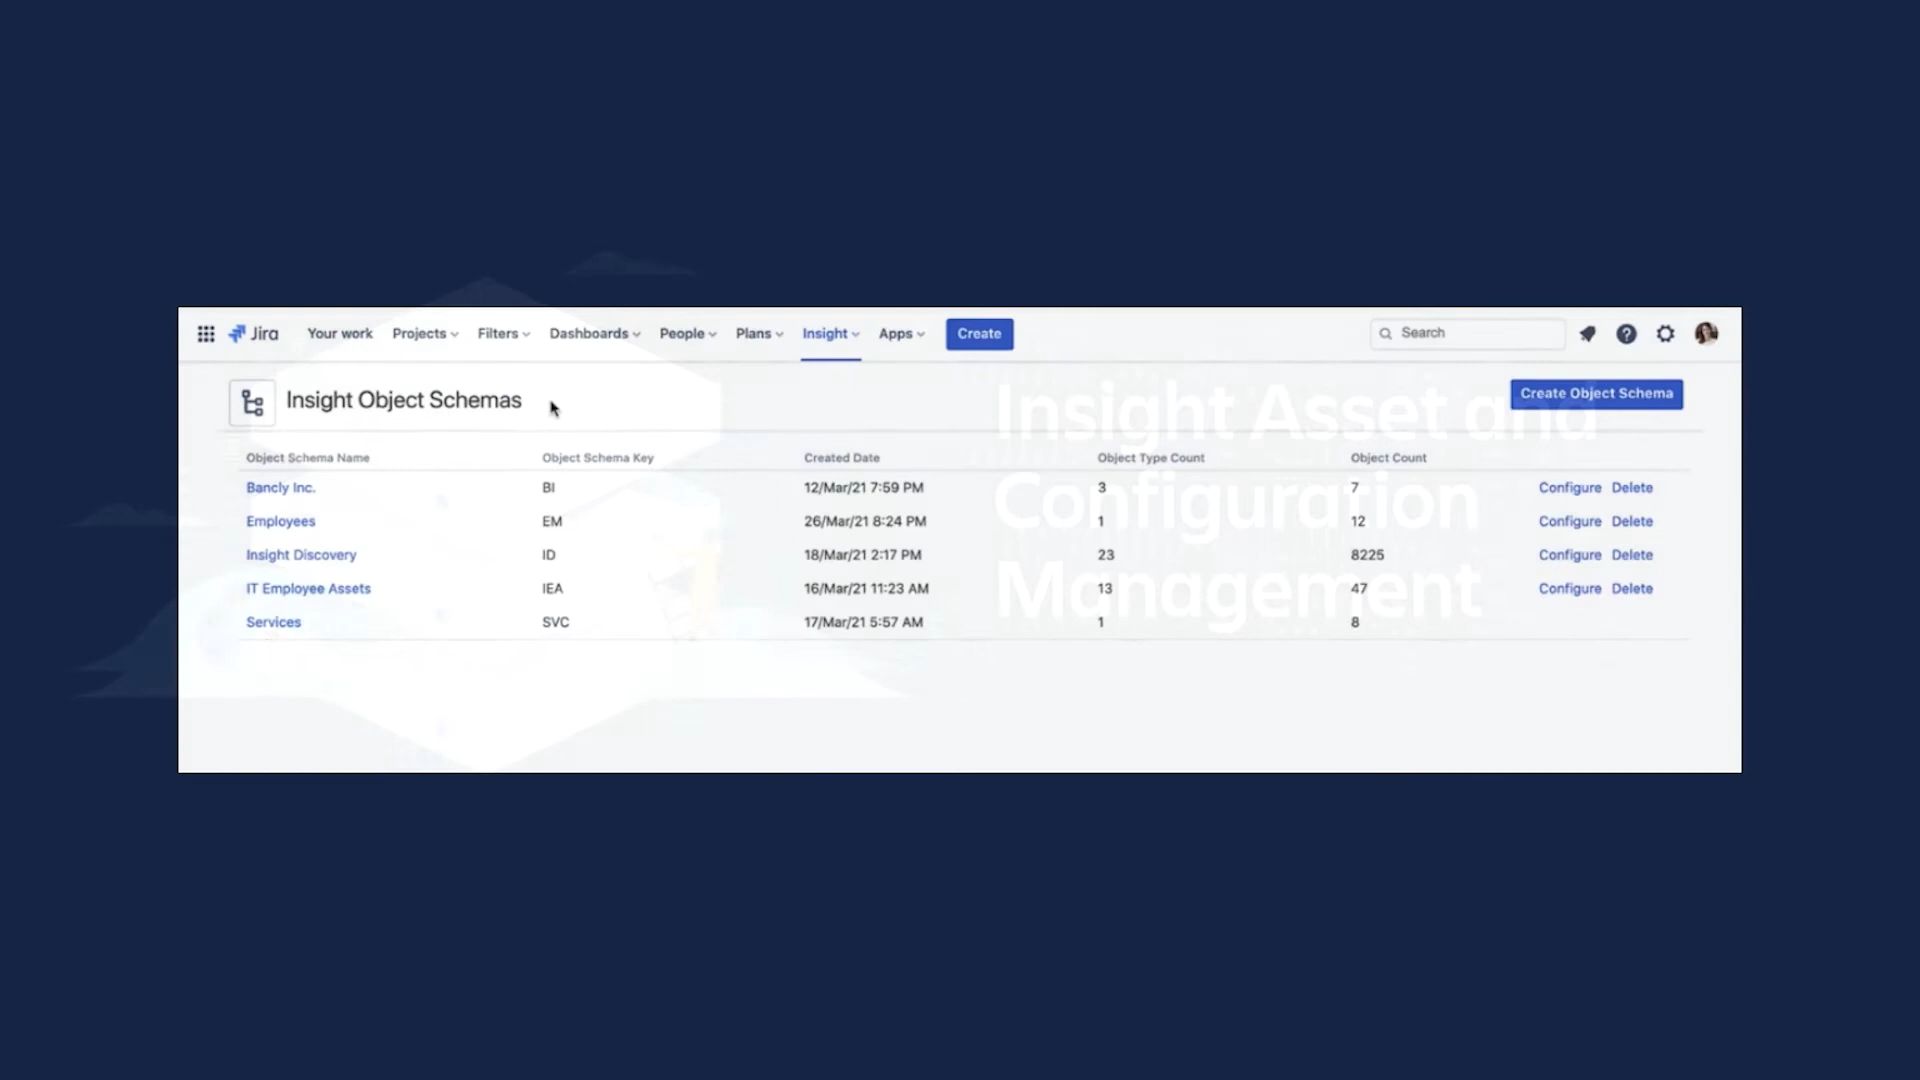 Jira Your work Projects Filters Dashboards People Plans Insight Apps Create Search
Insight Object Schemas
Create Object Schema
Insight Asset and
Configuration
Management
Object Schema Name Object Schema Key Created Date Object Type Count Object Count
Bancly Inc. BI 12/Mar/21 7:59 PM 3 7 Configure Delete
Employees EM 26/Mar/21 8:24 PM 1 12 Configure Delete
Insight Discovery ID 18/Mar/21 2:17 PM 23 8225 Configure Delete
IT Employee Assets IEA 16/Mar/21 11:23 AM 13 47 Configure Delete
Services SVC 17/Mar/21 5:57 AM 1 8